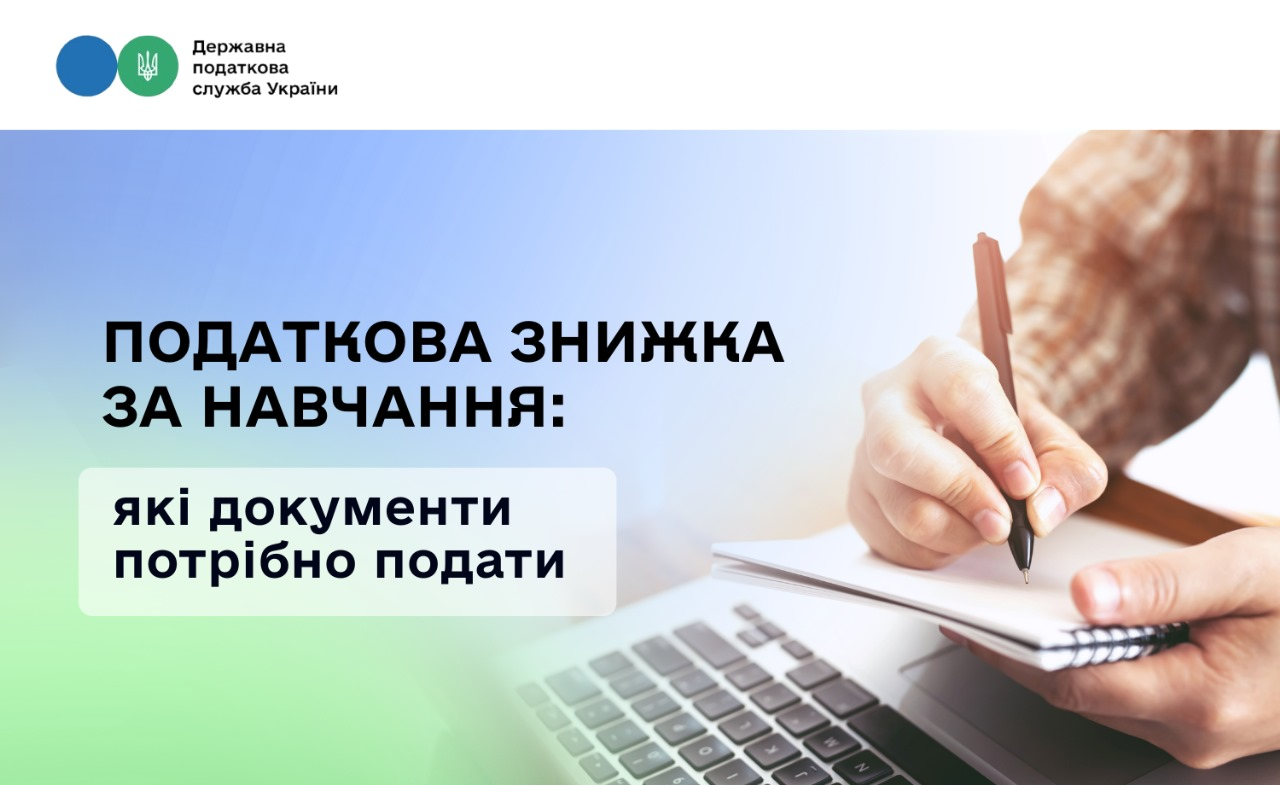 Державна
податкова
служба України
ПОДАТКОВА ЗНИЖКА
ЗА НАВЧАННЯ:
які документи
потрібно подати